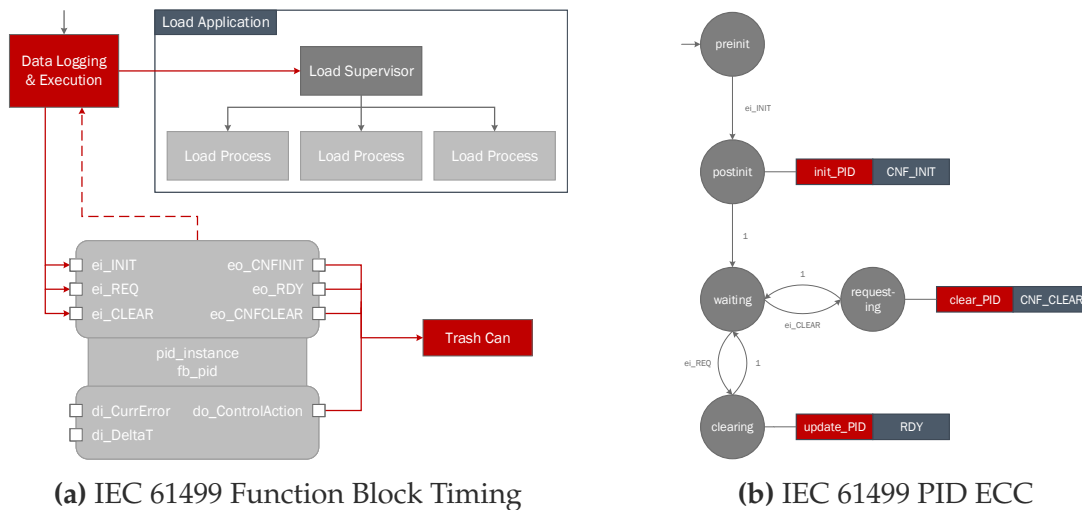 Load Application
Data Logging
& Execution
Load Supervisor
Load Process
Load Process
Load Process
ei_INIT
eo_CNFINIT
ei_REQ
eo_RDY
ei_CLEAR
eo_CNFCLEAR
pid_instance
fb_pid
Trash Can
di_CurrError
do_ControlAction
di_DeltaT
(a) IEC 61499 Function Block Timing
preinit
ei_INIT
postinit
init_PID
CNF_INIT
1
waiting
1
request-
ing
clear_PID
CNF_CLEAR
ei_CLEAR
ei_REQ
1
clearing
update_PID
RDY
(b) IEC 61499 PID ECC